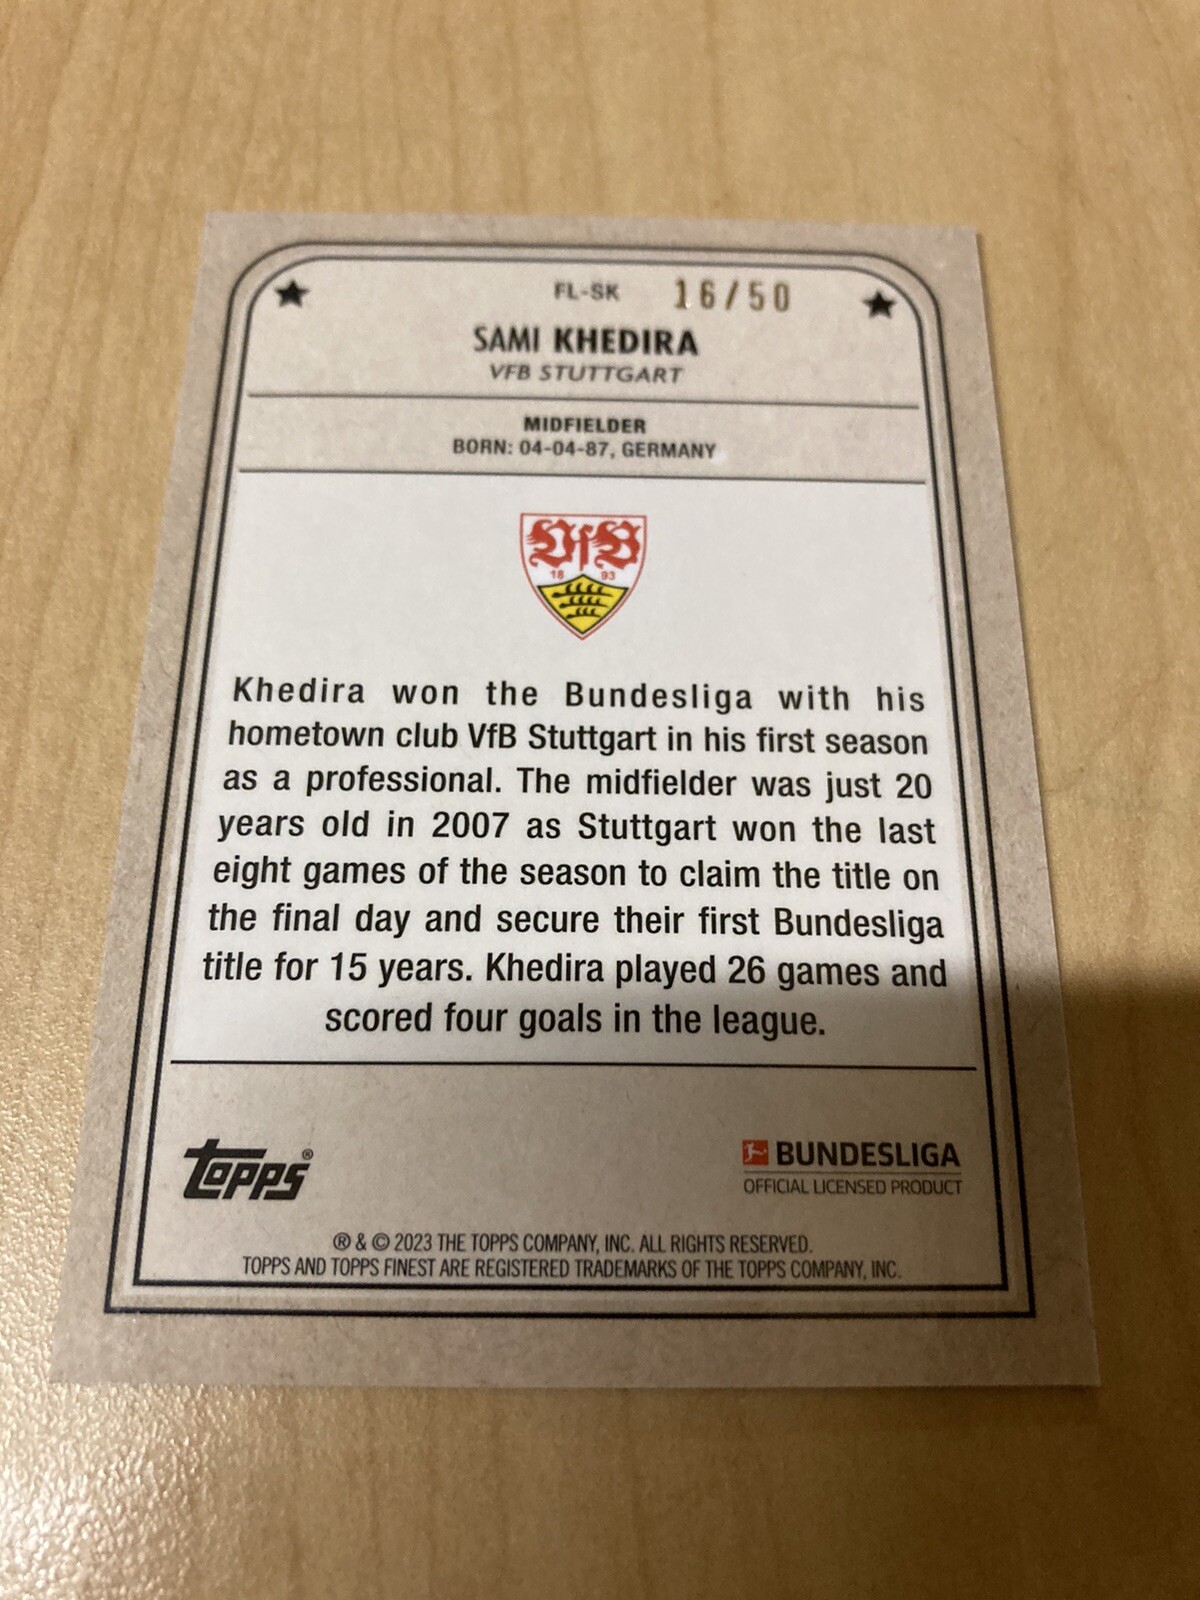 FL-SK 16/50
SAMI KHEDIRA
VFB STUTTGART
MIDFIELDER
BORN: 04-04-87, GERMANY
VfB
18 93
Khedira won the Bundesliga with his
hometown club VfB Stuttgart in his first season
as a professional. The midfielder was just 20
years old in 2007 as Stuttgart won the last
eight games of the season to claim the title on
the final day and secure their first Bundesliga
title for 15 years. Khedira played 26 games and
scored four goals in the league.
topps®
BUNDESLIGA
OFFICIAL LICENSED PRODUCT
® & © 2023 THE TOPPS COMPANY, INC. ALL RIGHTS RESERVED.
TOPPS AND TOPPS FINEST ARE REGISTERED TRADEMARKS OF THE TOPPS COMPANY, INC.